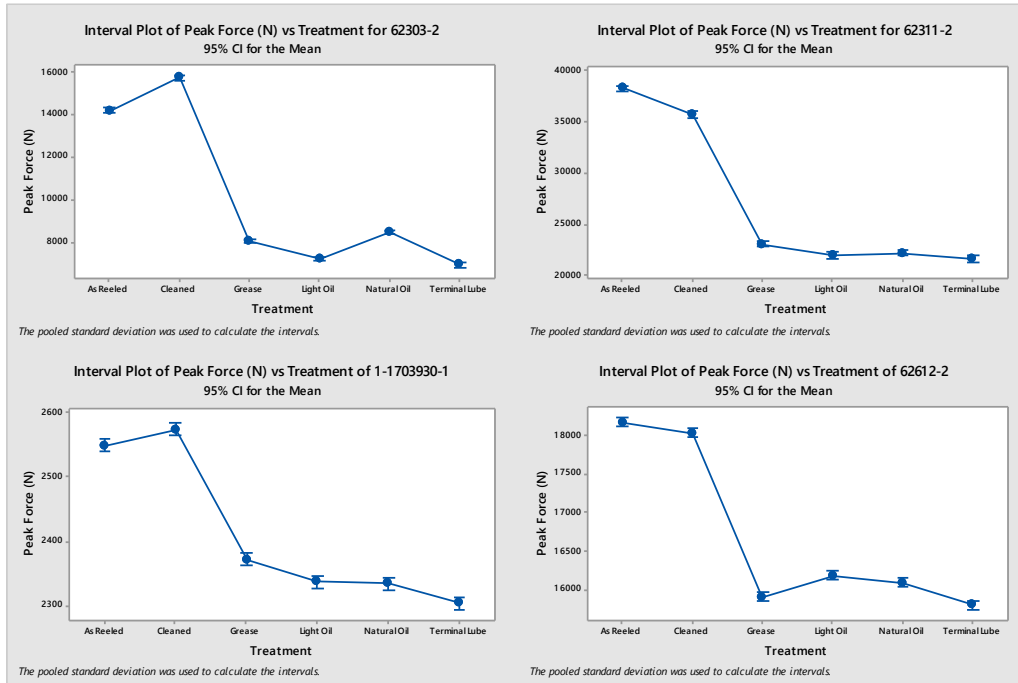 Interval Plot of Peak Force (N) vs Treatment for 62303-2
95% CI for the Mean
16000
14000
12000
10000
8000
Peak Force (N)
As Reeled Cleaned Grease Light Oil Natural Oil Terminal Lube
Treatment
The pooled standard deviation was used to calculate the intervals.
Interval Plot of Peak Force (N) vs Treatment for 62311-2
95% CI for the Mean
40000
35000
30000
25000
20000
Peak Force (N)
As Reeled Cleaned Grease Light Oil Natural Oil Terminal Lube
Treatment
The pooled standard deviation was used to calculate the intervals.
Interval Plot of Peak Force (N) vs Treatment of 1-1703930-1
95% CI for the Mean
2600
2500
2400
2300
Peak Force (N)
As Reeled Cleaned Grease Light Oil Natural Oil Terminal Lube
Treatment
The pooled standard deviation was used to calculate the intervals.
Interval Plot of Peak Force (N) vs Treatment of 62612-2
95% CI for the Mean
18000
17500
17000
16500
16000
Peak Force (N)
As Reeled Cleaned Grease Light Oil Natural Oil Terminal Lube
Treatment
The pooled standard deviation was used to calculate the intervals.